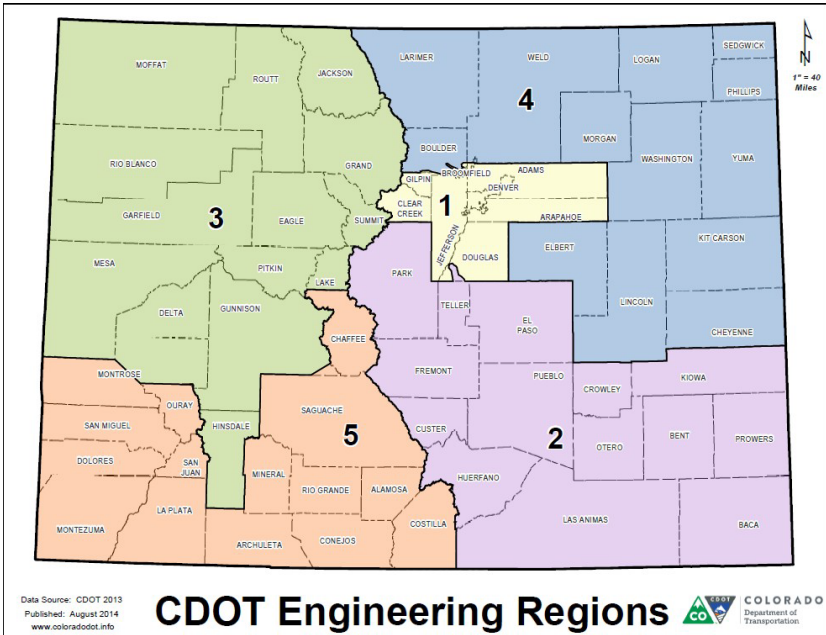 MOFFAT
ROUTT
JACKSON
LARIMER
WELD
LOGAN
SEDGWICK
PHILLIPS
N
1" = 40
Miles
4
BOULDER
MORGAN
WASHINGTON
YUMA
RIO BLANCO
GRAND
GILPIN
BROOMFIELD
ADAMS
DENVER
CLEAR
CREEK
1
ARAPAHOE
GARFIELD
3
EAGLE
SUMMIT
JEFFERSON
DOUGLAS
ELBERT
KIT CARSON
MESA
PITKIN
LAKE
PARK
TELLER
EL
PASO
LINCOLN
CHEYENNE
DELTA
GUNNISON
CHAFFEE
FREMONT
PUEBLO
CROWLEY
KIOWA
MONTROSE
OURAY
SAN MIGUEL
HINSDALE
SAGUACHE
5
CUSTER
2
OTERO
BENT
PROWERS
DOLORES
SAN
JUAN
MINERAL
RIO GRANDE
ALAMOSA
HUERFANO
MONTEZUMA
LA PLATA
ARCHULETA
CONEJOS
COSTILLA
LAS ANIMAS
BACA
Data Source: CDOT 2013
Published: August 2014
www.coloradodot.info
CDOT Engineering Regions
CO
CDOT
COLORADO
Department of
Transportation